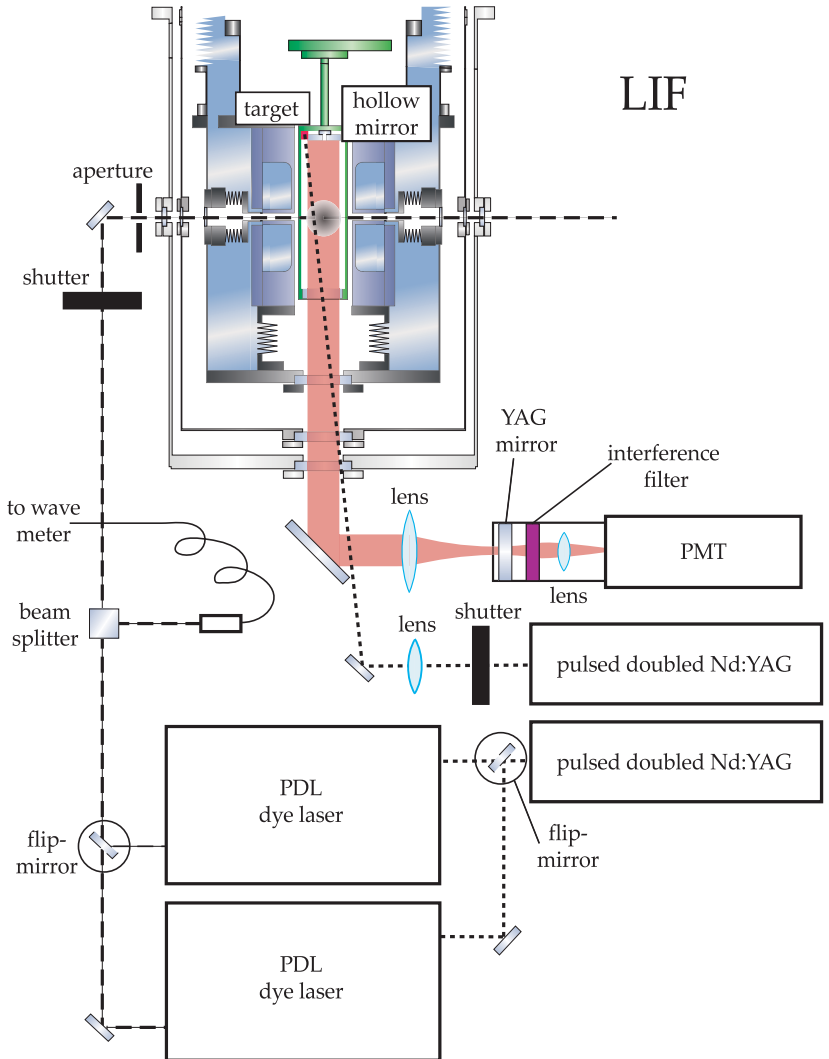 LIF
target
hollow
mirror
aperture
shutter
YAG
mirror
interference
filter
lens
to wave
meter
PMT
lens
beam
splitter
lens
shutter
pulsed doubled Nd:YAG
pulsed doubled Nd:YAG
PDL
dye laser
flip-
mirror
flip-
mirror
PDL
dye laser